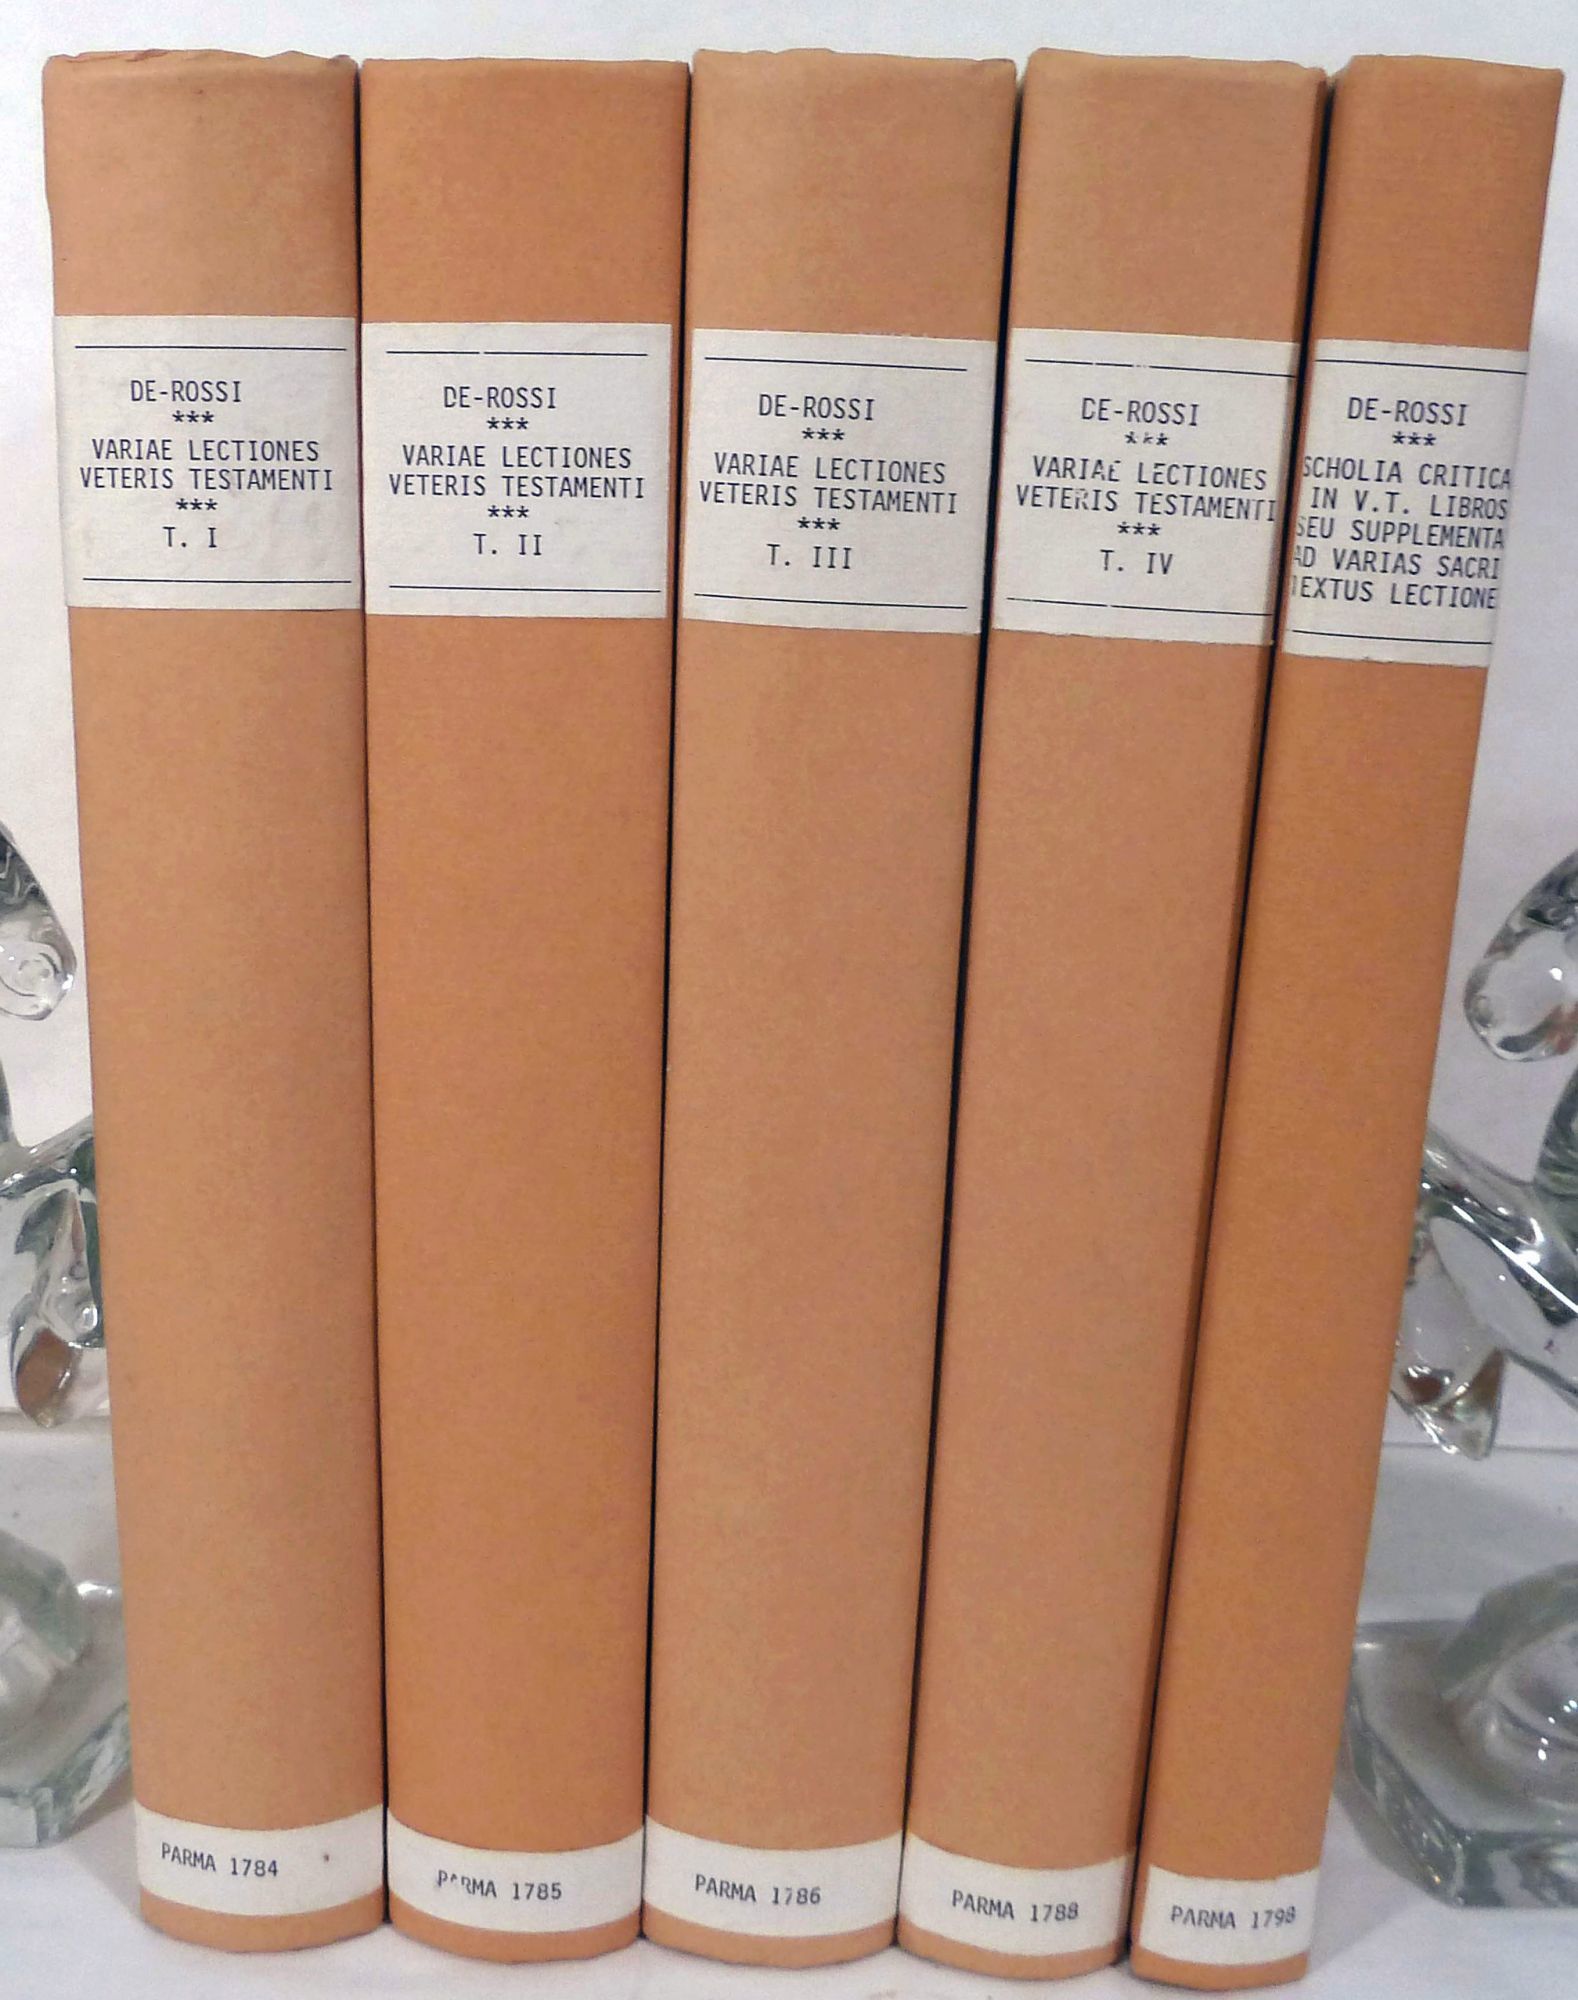 DE-ROSSI
***
VARIAE LECTIONES
VETERIS TESTAMENTI
***
T. I
PARMA 1784
DE-ROSSI
***
VARIAE LECTIONES
VETERIS TESTAMENTI
***
T. II
PARMA 1785
DE-ROSSI
***
VARIAE LECTIONES
VETERIS TESTAMENTI
***
T. III
PARMA 1786
DE-ROSSI
***
VARIAE LECTIONES
VETERIS TESTAMENTI
***
T. IV
PARMA 1788
DE-ROSSI
***
SCHOLIA CRITICA
IN V.T. LIBROS
SEU SUPPLEMENTA
AD VARIAS SACRI
TEXTUS LECTIONE
PARMA 1798